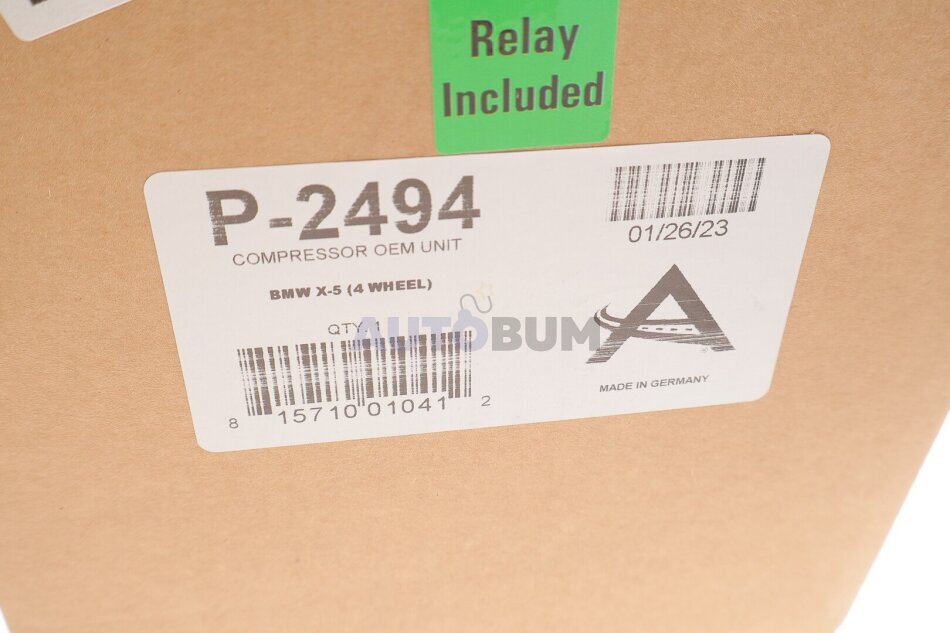 Relay
Included
P-2494
COMPRESSOR OEM UNIT
BMW X-5 (4 WHEEL)
QTY 1
8 15710 01041 2
01/26/23
A
®
MADE IN GERMANY
AUTOBUM